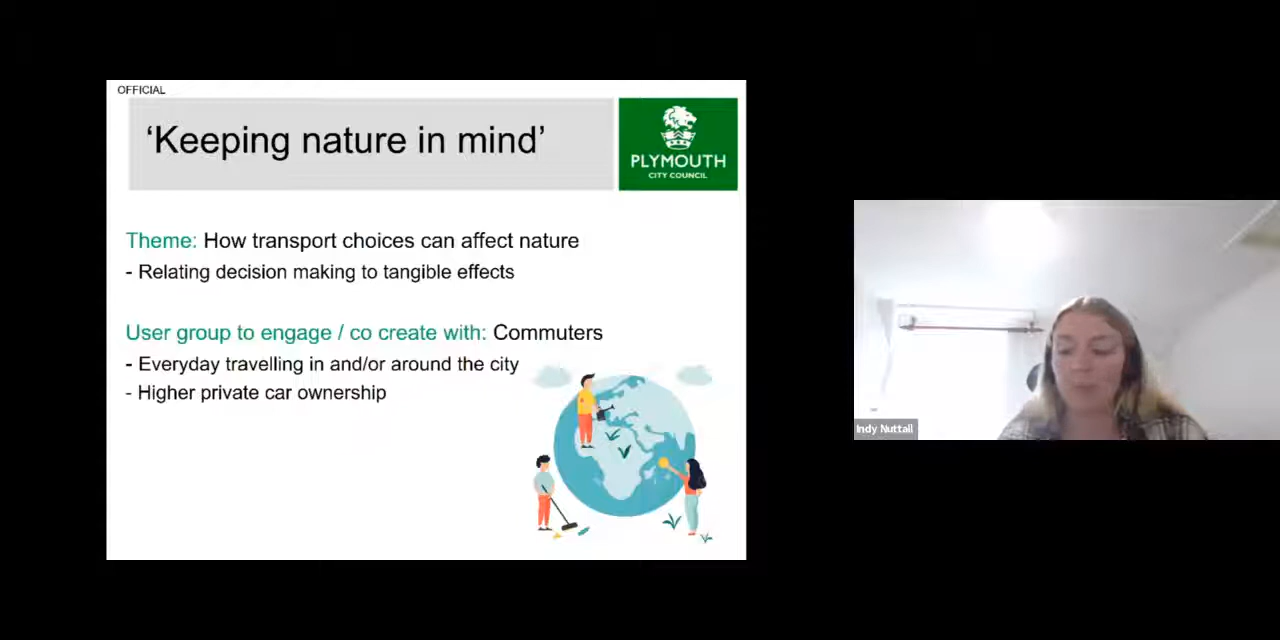 OFFICIAL
‘Keeping nature in mind’
PLYMOUTH
CITY COUNCIL
Theme: How transport choices can affect nature
- Relating decision making to tangible effects
User group to engage / co create with: Commuters
- Everyday travelling in and/or around the city
- Higher private car ownership
Indy Nuttall